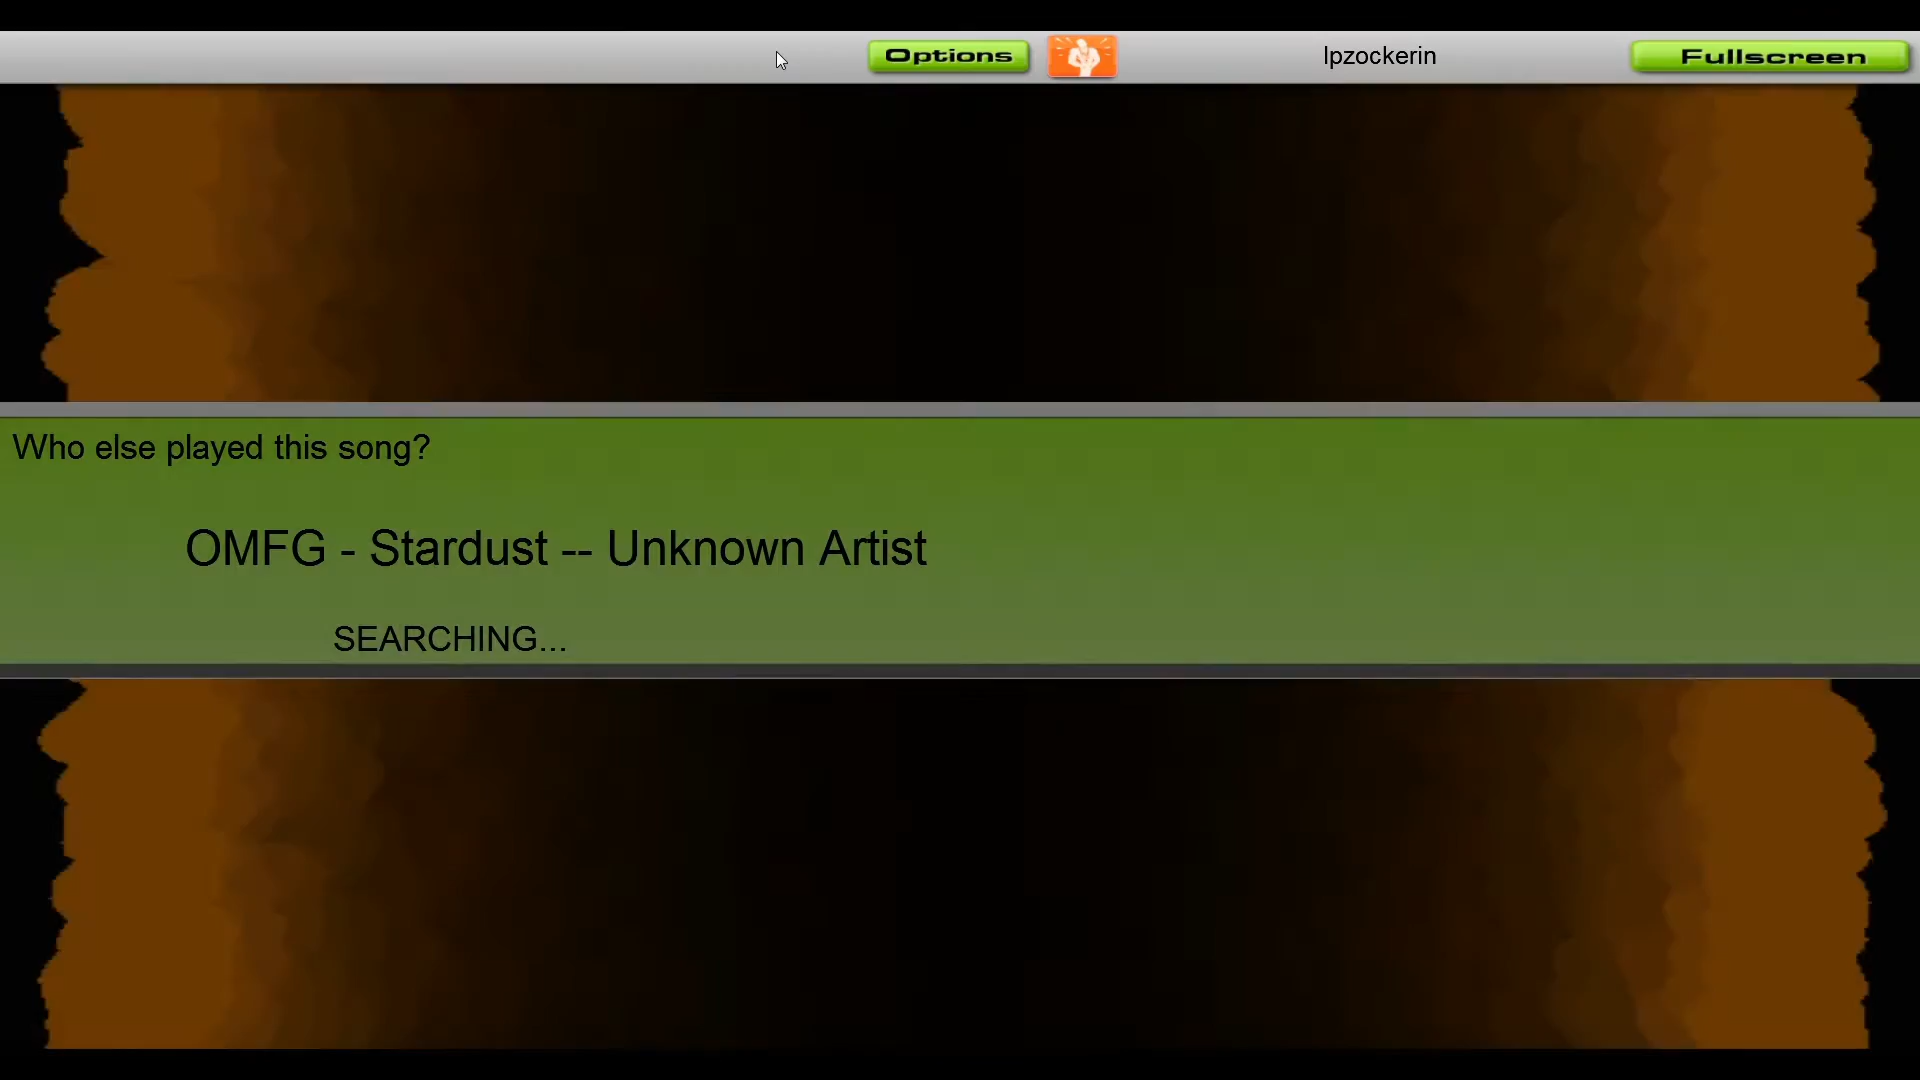 Options
lpzockerin
Fullscreen
Who else played this song?
OMFG - Stardust -- Unknown Artist
SEARCHING...